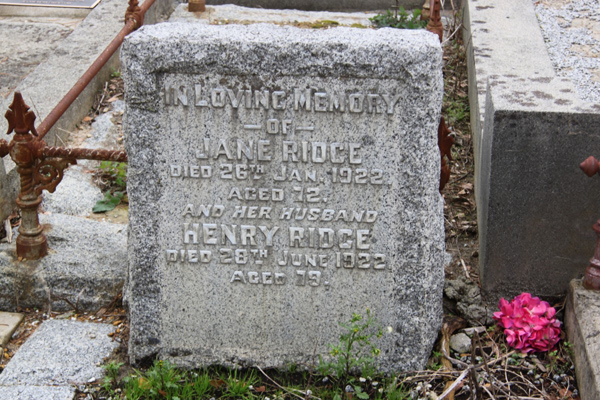 IN LOVING MEMORY
— OF —
JANE RIDGE
DIED 26TH JAN. 1922.
AGED 72.
AND HER HUSBAND
HENRY RIDGE
DIED 28TH JUNE 1922
AGED 79.